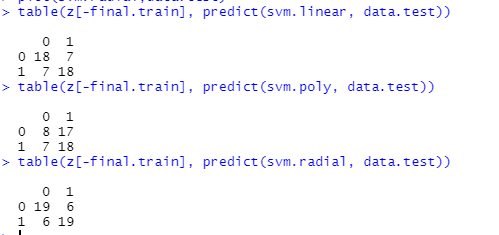 > table(z[-final.train], predict(svm.linear, data.test))
0 1
0 18 7
1 7 18
> table(z[-final.train], predict(svm.poly, data.test))
0 1
0 8 17
1 7 18
> table(z[-final.train], predict(svm.radial, data.test))
0 1
0 19 6
1 6 19